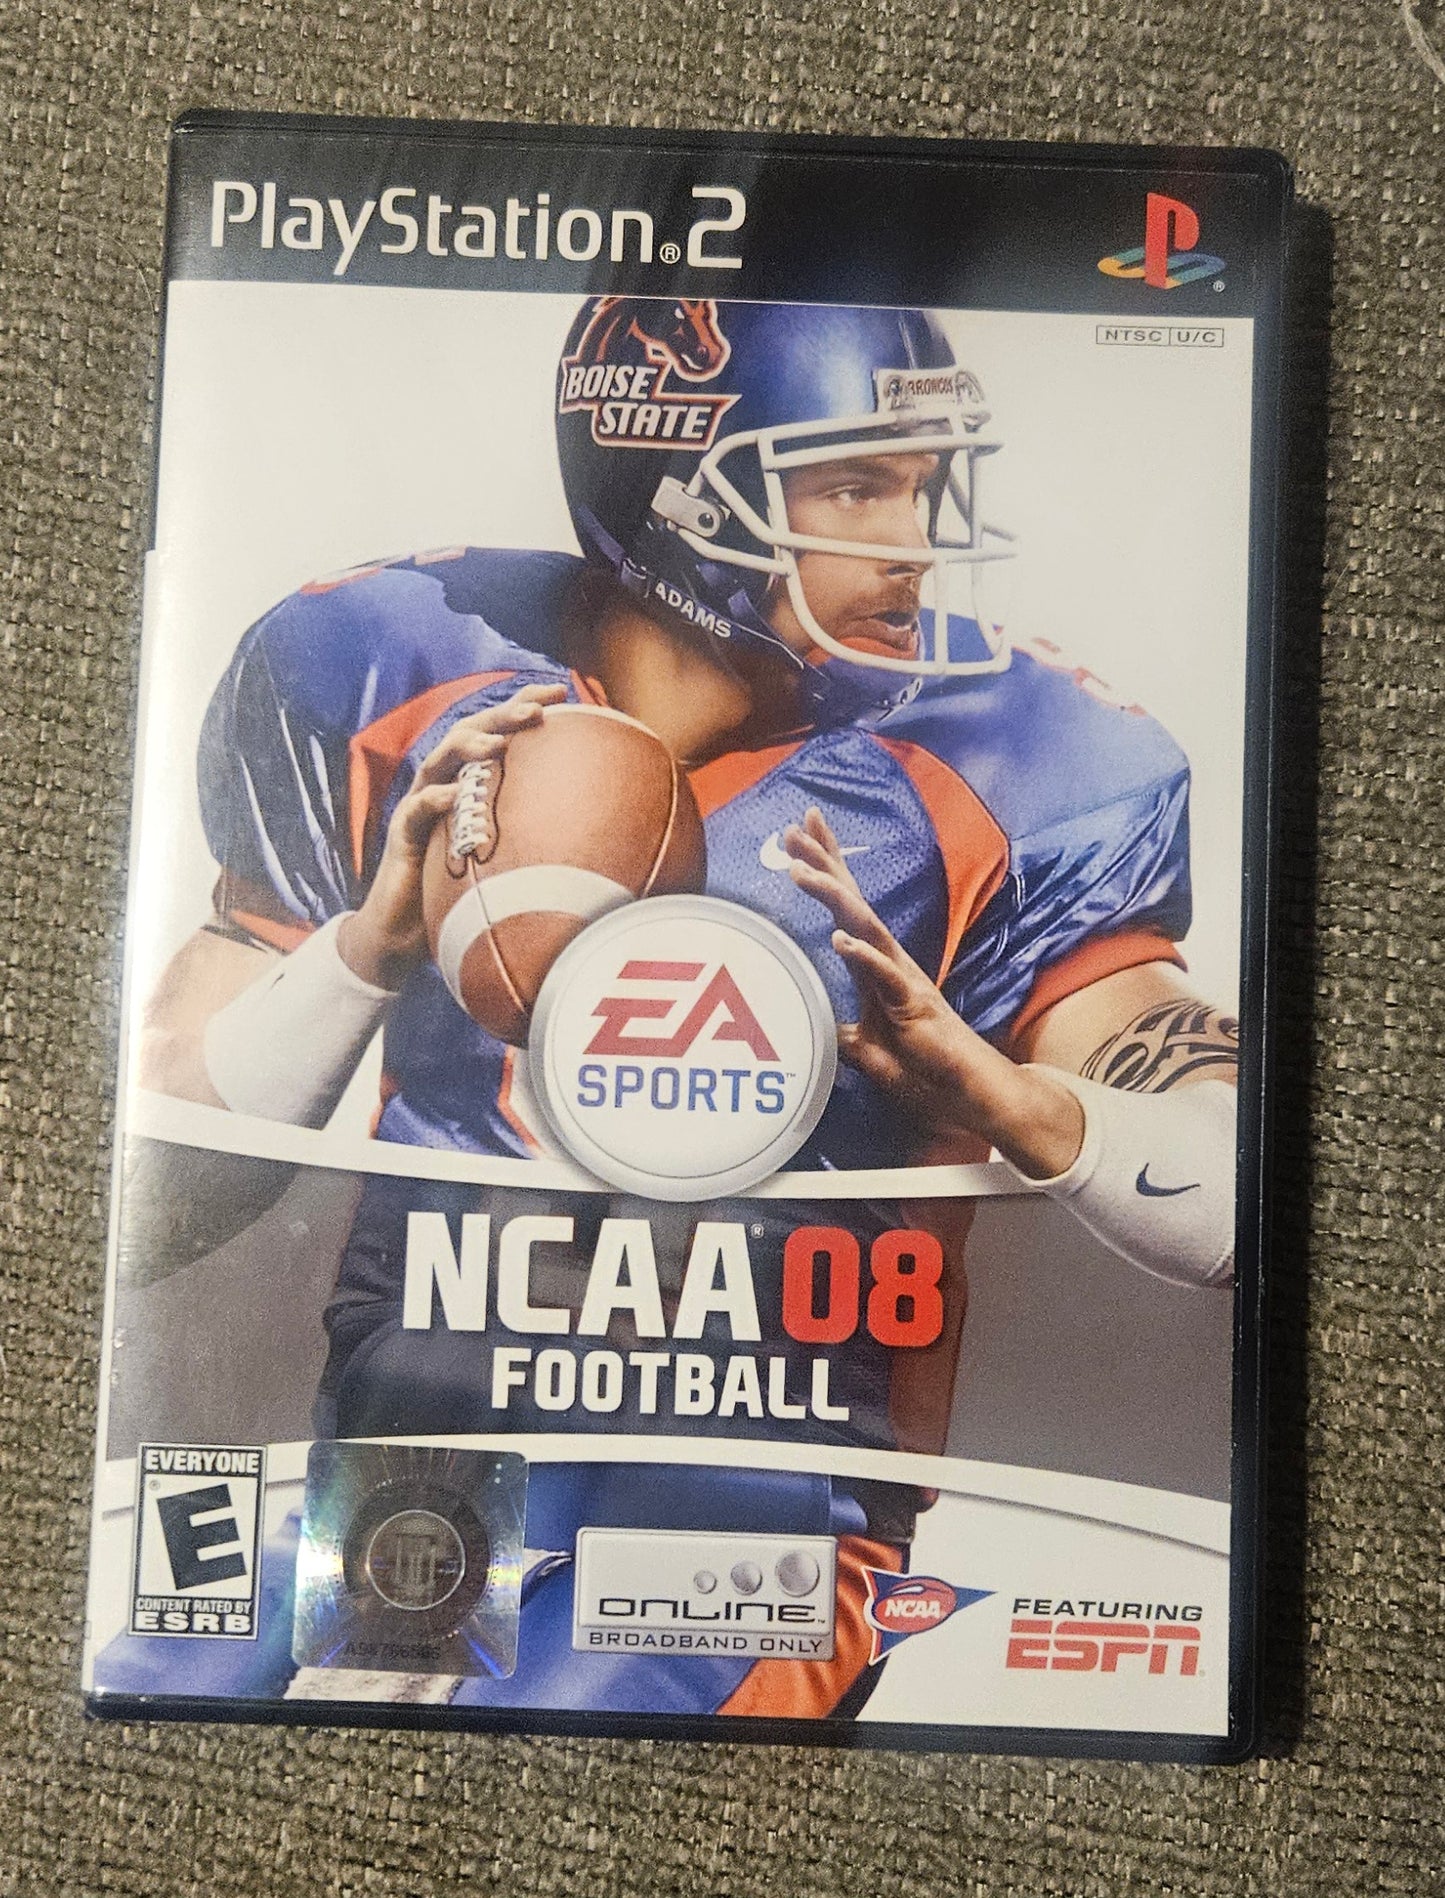 PlayStation®2
®
NTSC U/C
BOISE
STATE
BRONCOS
ADAMS
EA
SPORTS™
NCAA® 08
FOOTBALL
EVERYONE
E
CONTENT RATED BY
ESRB
ONLINE™
BROADBAND ONLY
NCAA
FEATURING
ESPN